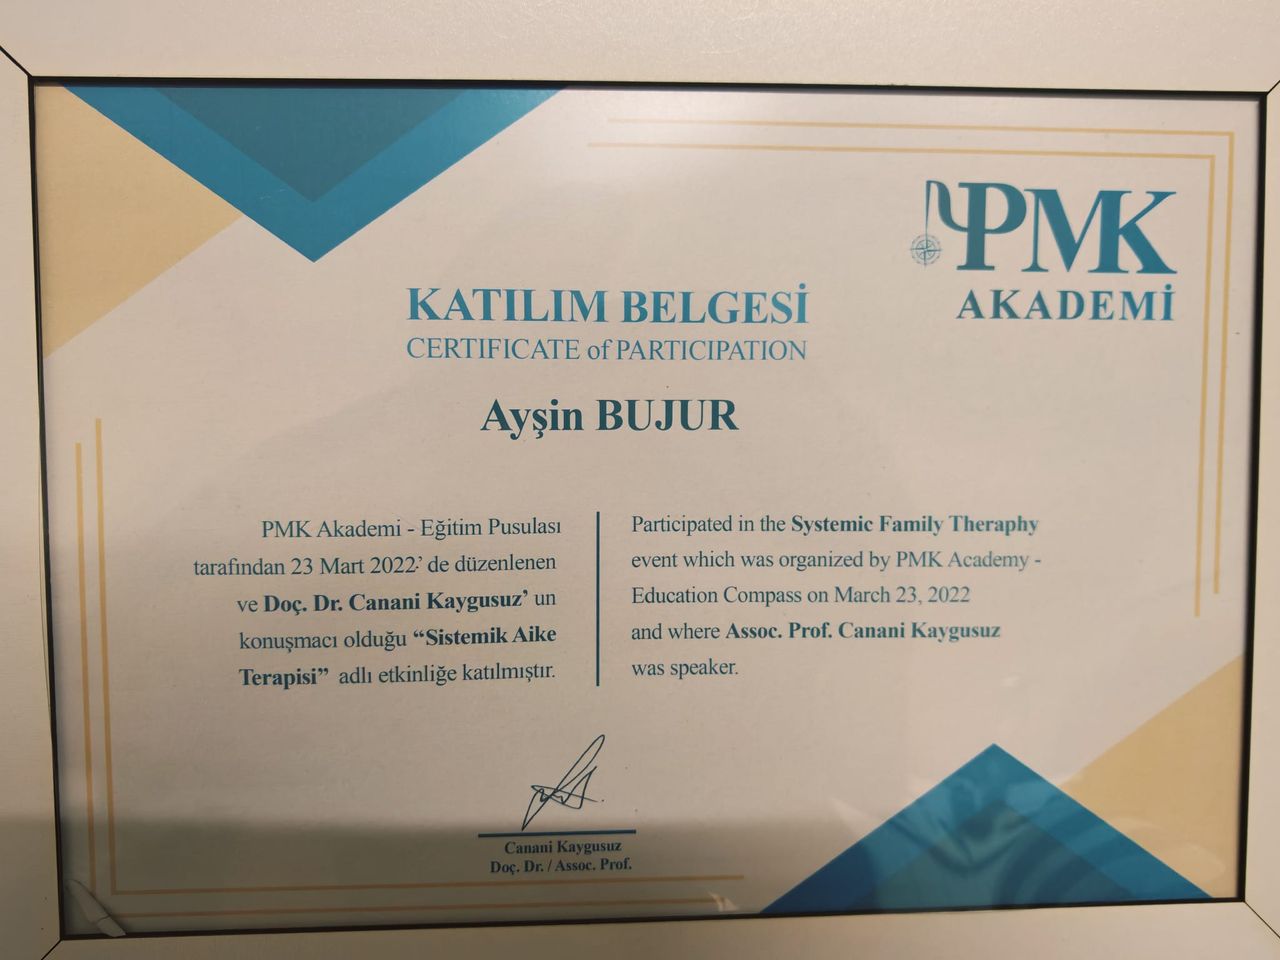 PMK
AKADEMİ
KATILIM BELGESİ
CERTIFICATE of PARTICIPATION
Ayşin BUJUR
PMK Akademi - Eğitim Pusulası
tarafından 23 Mart 2022' de düzenlenen
ve Doç. Dr. Canani Kaygusuz' un
konuşmacı olduğu “Sistemik Aike
Terapisi” adlı etkinliğe katılmıştır.
Participated in the Systemic Family Theraphy
event which was organized by PMK Academy -
Education Compass on March 23, 2022
and where Assoc. Prof. Canani Kaygusuz
was speaker.
Canani Kaygusuz
Doç. Dr. / Assoc. Prof.